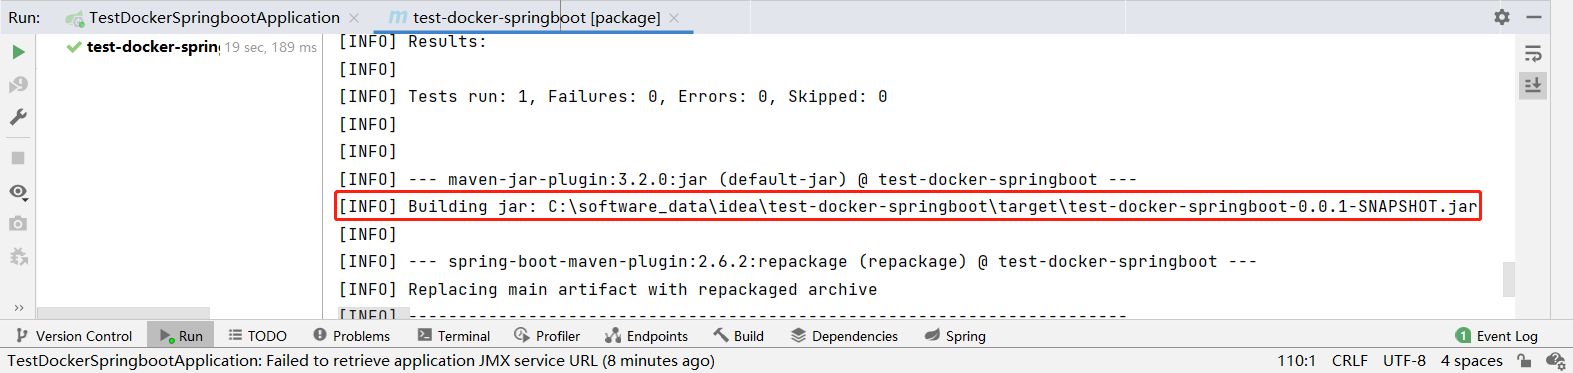 Run: TestDockerSpringbootApplication × m test-docker-springboot [package] ×
test-docker-spring 19 sec, 189 ms
[INFO] Results:
[INFO]
[INFO] Tests run: 1, Failures: 0, Errors: 0, Skipped: 0
[INFO]
[INFO]
[INFO] --- maven-jar-plugin:3.2.0:jar (default-jar) @ test-docker-springboot ---
[INFO] Building jar: C:\software_data\idea\test-docker-springboot\target\test-docker-springboot-0.0.1-SNAPSHOT.jar
[INFO]
[INFO] --- spring-boot-maven-plugin:2.6.2:repackage (repackage) @ test-docker-springboot ---
[INFO] Replacing main artifact with repackaged archive
[INFO] ------------------------------------------------------------------------
Version Control Run TODO Problems Terminal Profiler Endpoints Build Dependencies Spring 1 Event Log
TestDockerSpringbootApplication: Failed to retrieve application JMX service URL (8 minutes ago) 110:1 CRLF UTF-8 4 spaces